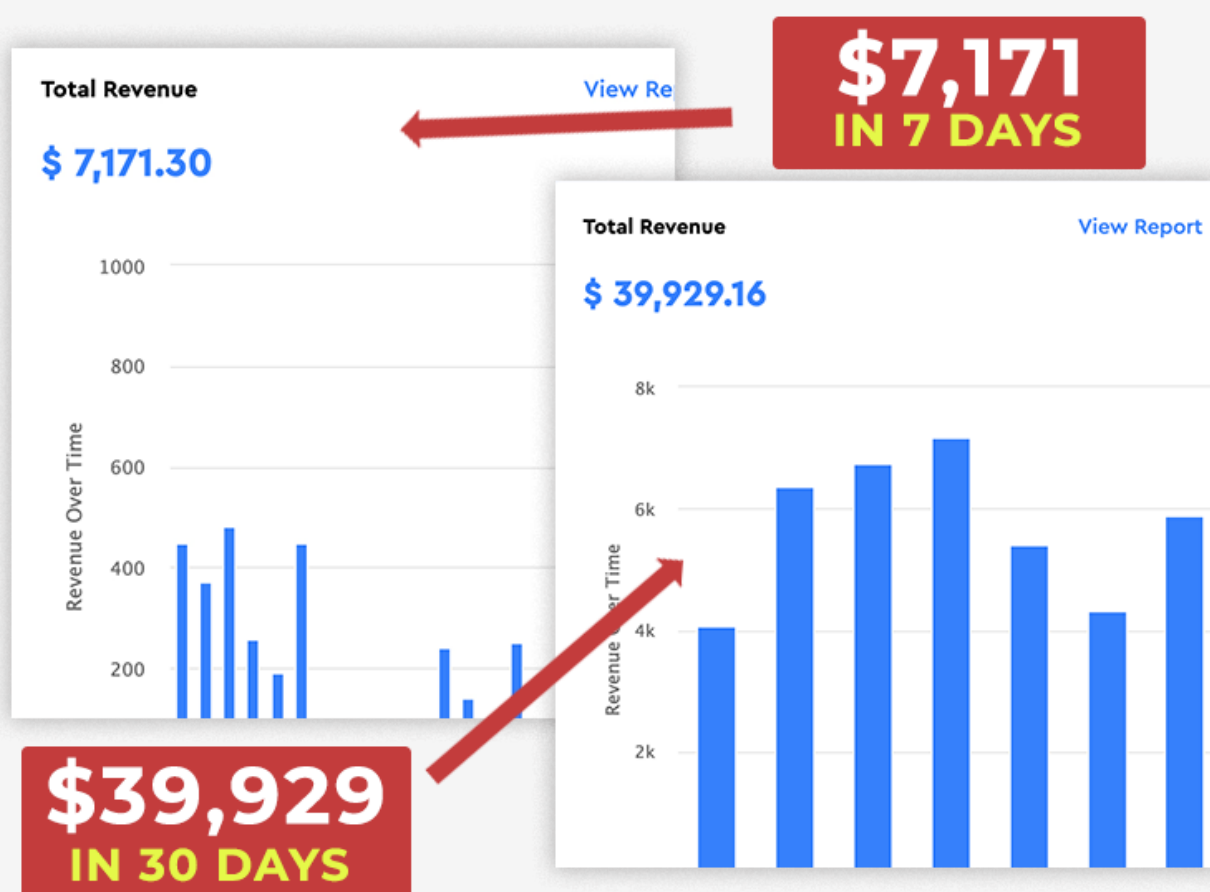 $7,171
IN 7 DAYS
Total Revenue
View Re
$ 7,171.30
1000
800
600
400
200
Revenue Over Time
Total Revenue
View Report
$ 39,929.16
8k
6k
4k
2k
Revenue Over Time
$39,929
IN 30 DAYS